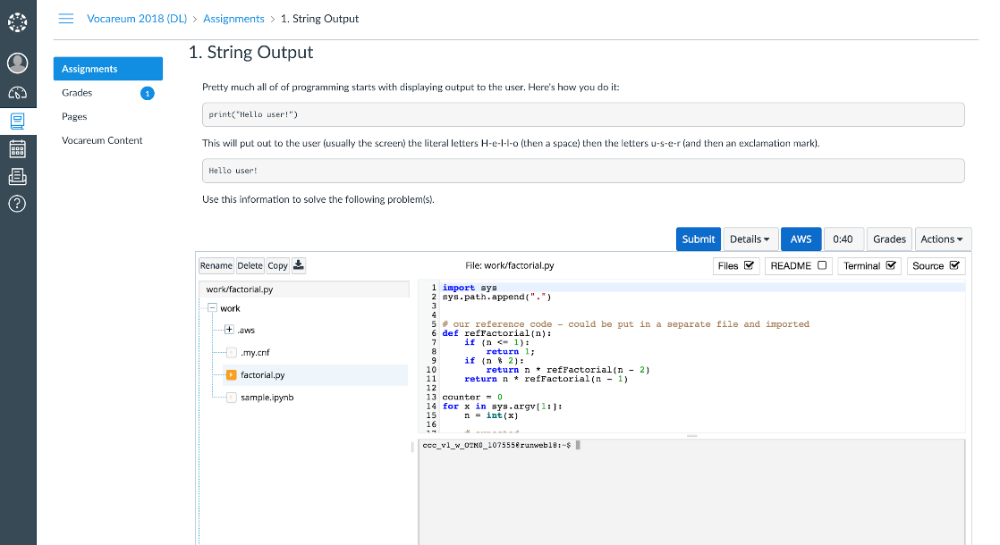 Vocareum 2018 (DL) > Assignments > 1. String Output
Assignments
Grades 1
Pages
Vocareum Content
1. String Output
Pretty much all of of programming starts with displaying output to the user. Here's how you do it:
print("Hello user!")
This will put out to the user (usually the screen) the literal letters H-e-l-l-o (then a space) then the letters u-s-e-r (and then an exclamation mark).
Hello user!
Use this information to solve the following problem(s).
Submit Details AWS 0:40 Grades Actions
Rename Delete Copy File: work/factorial.py Files README Terminal Source
work/factorial.py
work
.aws
.my.cnf
factorial.py
sample.ipynb
1 import sys
2 sys.path.append(".")
3
4
5 # our reference code – could be put in a separate file and imported
6 def refFactorial(n):
7     if (n <= 1):
8         return 1;
9     if (n % 2):
10         return n * refFactorial(n - 2)
11     return n * refFactorial(n - 1)
12
13 counter = 0
14 for x in sys.argv[1:]:
15     n = int(x)
16
17     # expected
ccc_v1_w_OTM0_107555@runweb18:~$